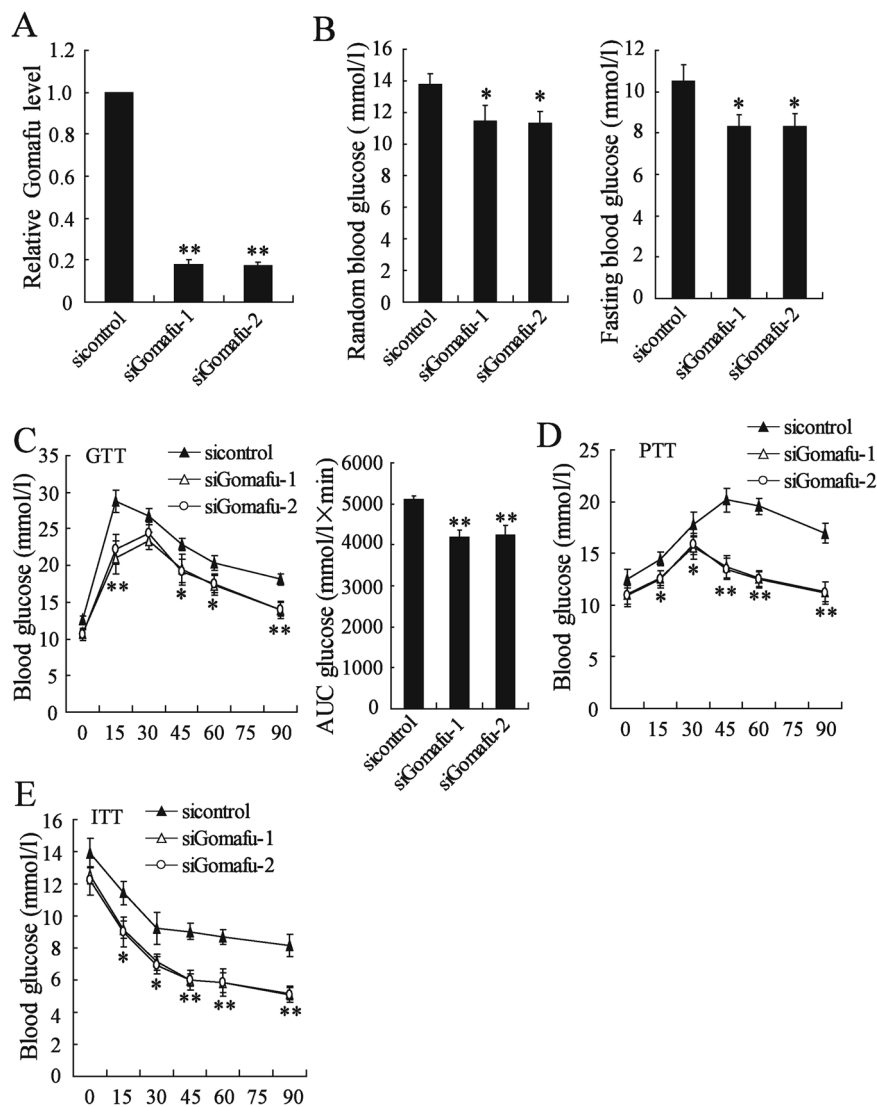 A
Relative Gomafu level
1.2
1.0
0.8
0.6
0.4
0.2
0
**
**
sicontrol
siGomafu-1
siGomafu-2
B
Random blood glucose ( mmol/l)
16
14
12
10
8
6
4
2
0
*
*
sicontrol
siGomafu-1
siGomafu-2
Fasting blood glucose (mmol/l)
12
10
8
6
4
2
0
*
*
sicontrol
siGomafu-1
siGomafu-2
C
GTT
sicontrol
siGomafu-1
siGomafu-2
Blood glucose (mmol/l)
35
30
25
20
15
10
5
0
**
*
*
**
0 15 30 45 60 75 90
AUC glucose (mmol/l×min)
6000
5000
4000
3000
2000
1000
0
**
**
sicontrol
siGomafu-1
siGomafu-2
D
PTT
sicontrol
siGomafu-1
siGomafu-2
Blood glucose (mmol/l)
25
20
15
10
5
0
*
*
**
**
**
0 15 30 45 60 75 90
E
ITT
sicontrol
siGomafu-1
siGomafu-2
Blood glucose (mmol/l)
16
14
12
10
8
6
4
2
0
*
*
**
**
**
0 15 30 45 60 75 90